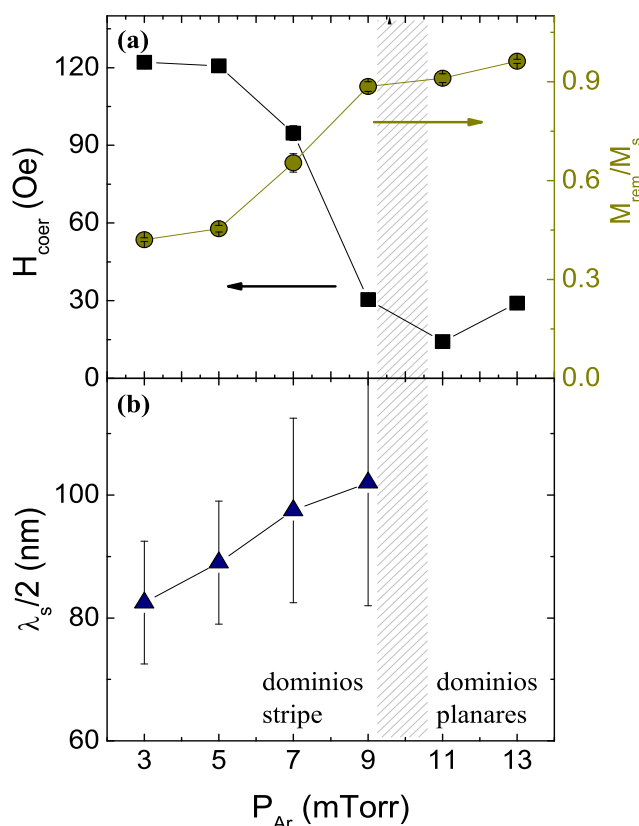 (a)
120
90
60
30
0
H_coer (Oe)
0.9
0.6
0.3
0.0
M_rem/M_s
(b)
100
80
60
λ_s/2 (nm)
dominios stripe
dominios planares
3 5 7 9 11 13
P_Ar (mTorr)